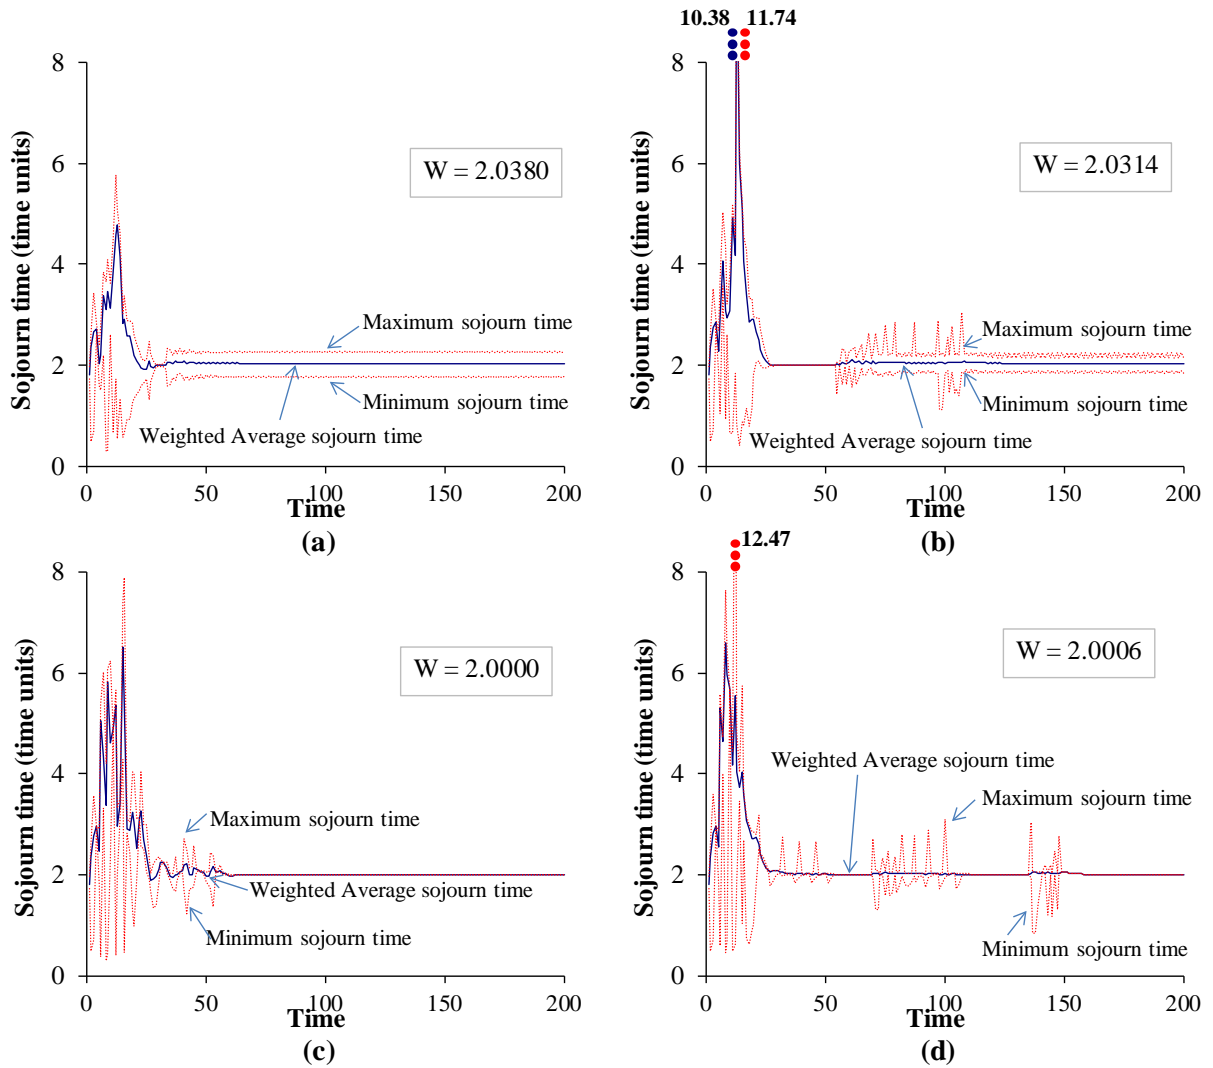 10.38 11.74
8
6
4
2
0
Sojourn time (time units)
W = 2.0380
Maximum sojourn time
Minimum sojourn time
Weighted Average sojourn time
0 50 100 150 200
Time
(a)
8
6
4
2
0
Sojourn time (time units)
W = 2.0314
Maximum sojourn time
Minimum sojourn time
Weighted Average sojourn time
0 50 100 150 200
Time
(b)
8
6
4
2
0
Sojourn time (time units)
W = 2.0000
Maximum sojourn time
Weighted Average sojourn time
Minimum sojourn time
0 50 100 150 200
Time
(c)
12.47
8
6
4
2
0
Sojourn time (time units)
W = 2.0006
Weighted Average sojourn time
Maximum sojourn time
Minimum sojourn time
0 50 100 150 200
Time
(d)